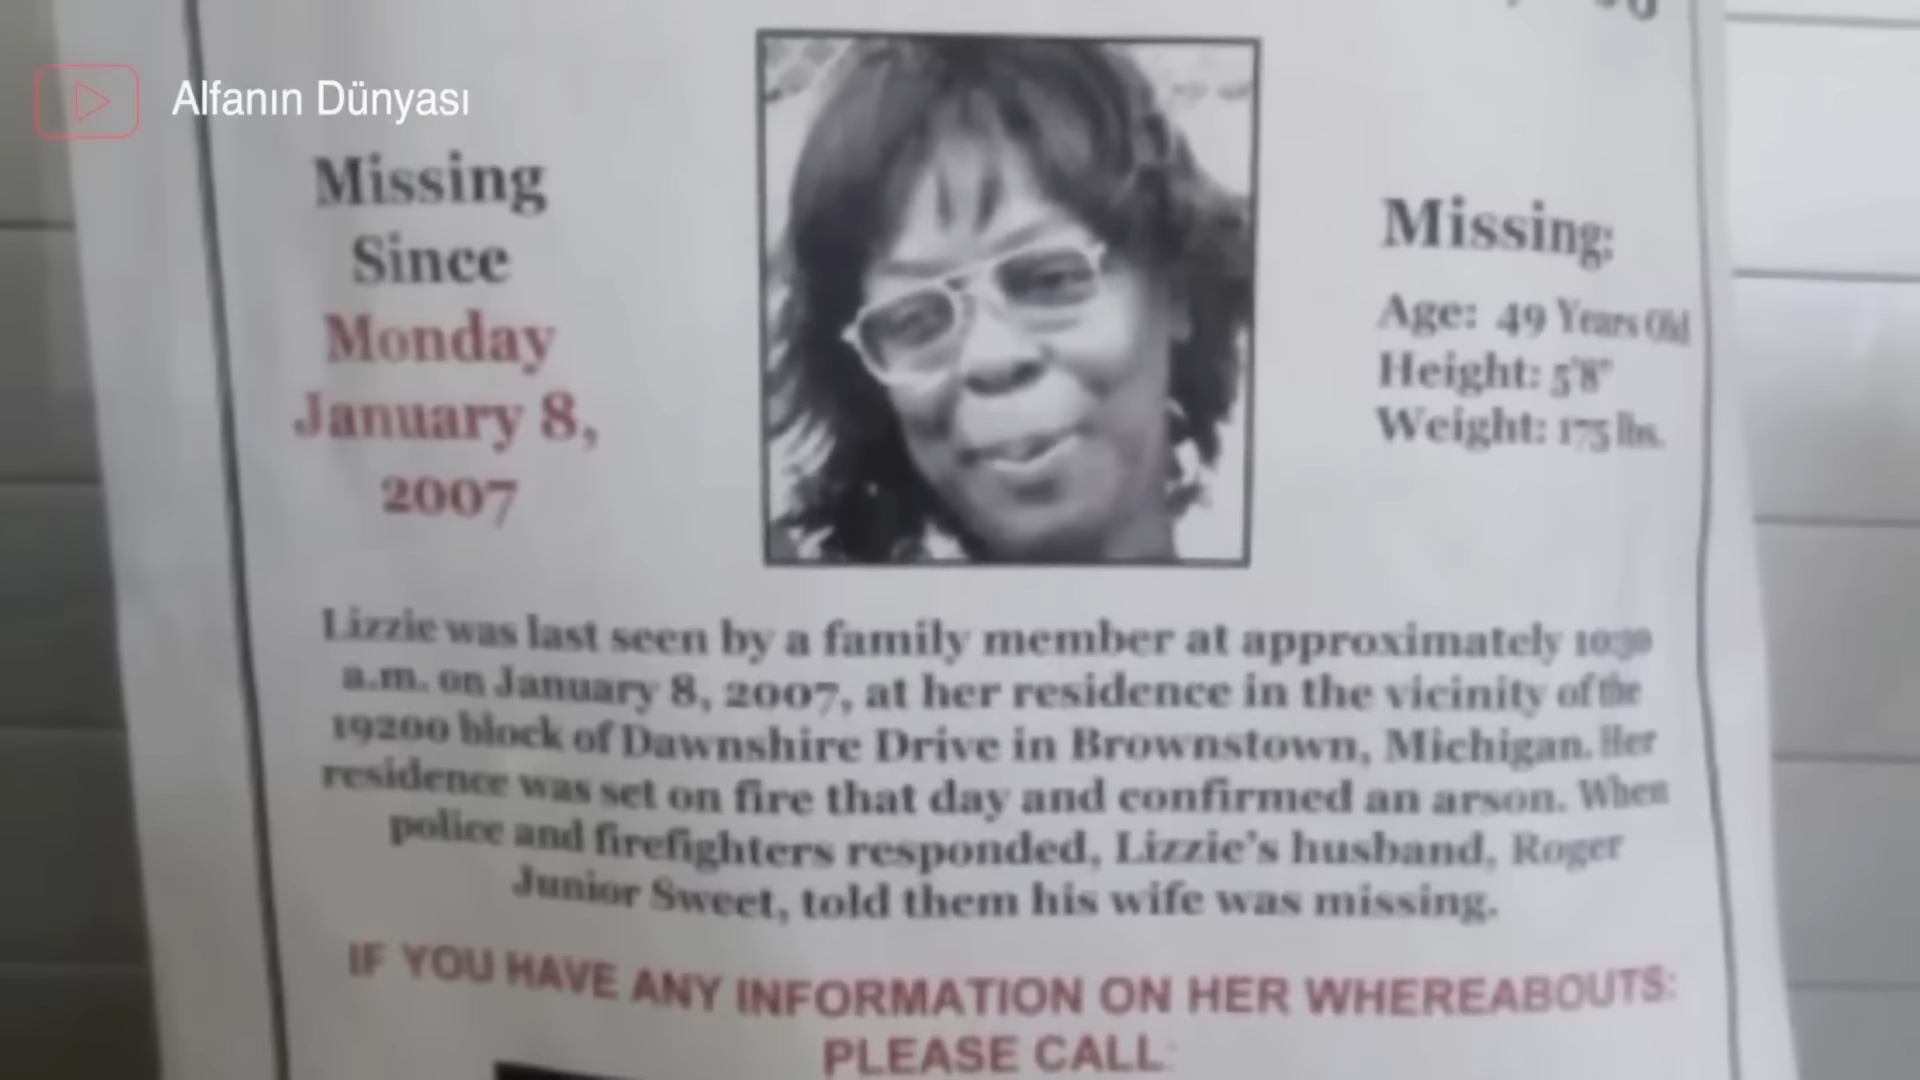 Alfanın Dünyası
Missing
Since
Monday
January 8,
2007
Missing:
Age: 49 Years Old
Height: 5'8"
Weight: 175 lbs.
Lizzie was last seen by a family member at approximately 10:30
a.m. on January 8, 2007, at her residence in the vicinity of the
19200 block of Dawnshire Drive in Brownstown, Michigan. Her
residence was set on fire that day and confirmed an arson. When
police and firefighters responded, Lizzie's husband, Roger
Junior Sweet, told them his wife was missing.
IF YOU HAVE ANY INFORMATION ON HER WHEREABOUTS:
PLEASE CALL: